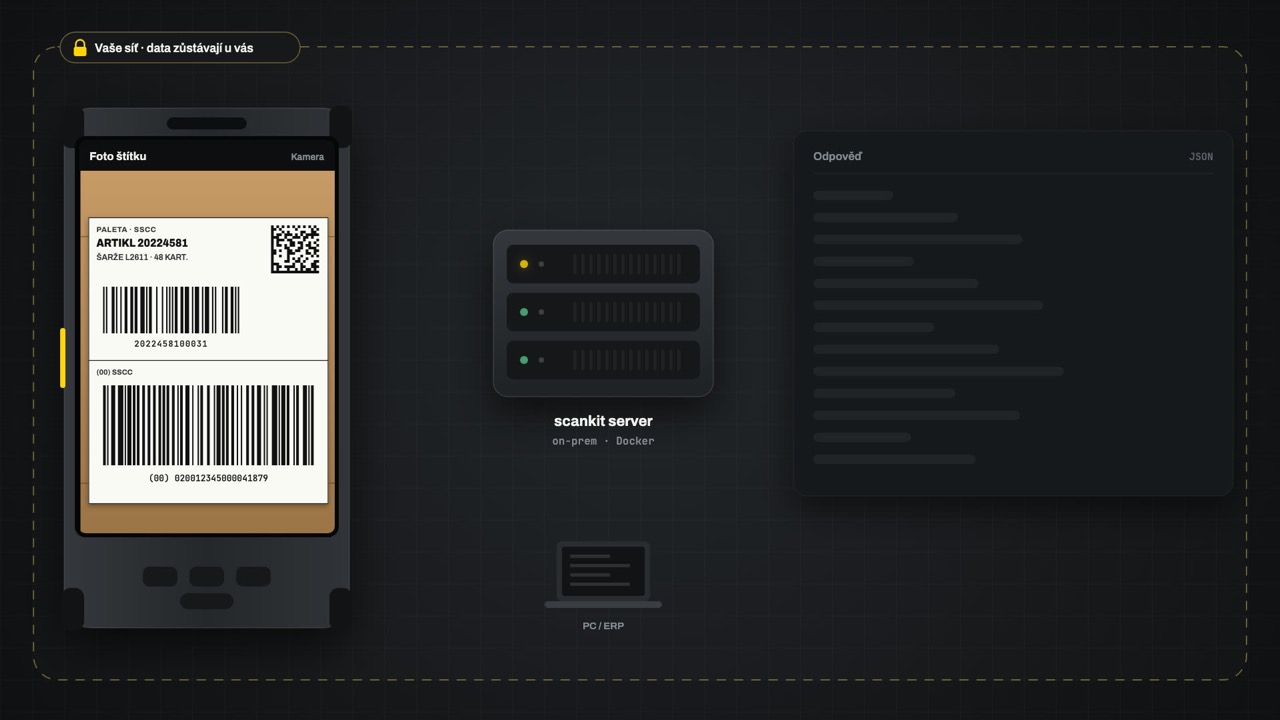 Vaše síť · data zůstávají u vás
Foto štítku
Kamera
PALETA · SSCC
ARTIKL 20224581
ŠARŽE L2611 · 48 KART.
2022458100031
(00) SSCC
(00) 020012345000041879
scankit server
on-prem · Docker
PC / ERP
Odpověď
JSON